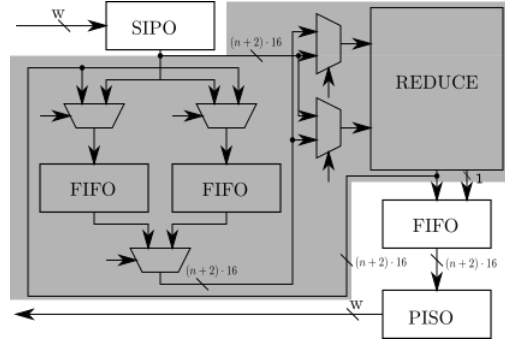 W
SIPO
(n+2)·16
REDUCE
FIFO
FIFO
1
FIFO
(n+2)·16
(n+2)·16
(n+2)·16
W
PISO